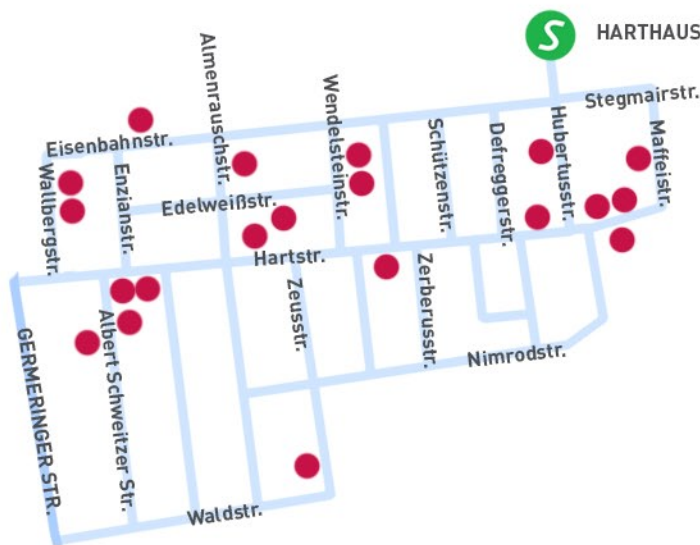 S
HARTHAUS
Stegmairstr.
Eisenbahnstr.
Almenrauschstr.
Wendelsteinstr.
Schützenstr.
Defreggerstr.
Hubertusstr.
Maffeistr.
Wallbergstr.
Enzianstr.
Edelweißstr.
Hartstr.
Zeusstr.
Zerberusstr.
Nimrodstr.
Albert Schweitzer Str.
GERMERINGER STR.
Waldstr.